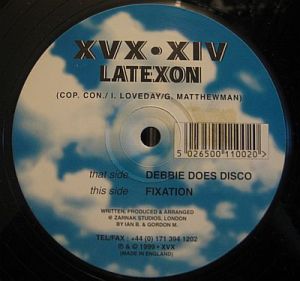 XVX•XIV
LATEXON
(COP. CON./ I. LOVEDAY/G. MATTHEWMAN)
5 026500 110020 >
that side DEBBIE DOES DISCO
this side FIXATION
WRITTEN, PRODUCED & ARRANGED
@ ZARNAK STUDIOS, LONDON
BY IAN B. & GORDON M.
TEL/FAX : +44 (0) 171 394 1202
℗ & © 1999 • XVX
(MADE IN ENGLAND)